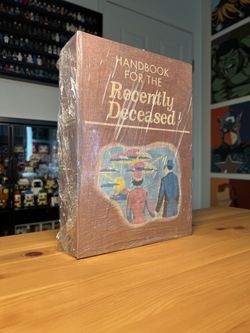 HANDBOOK
FOR THE
Recently
Deceased